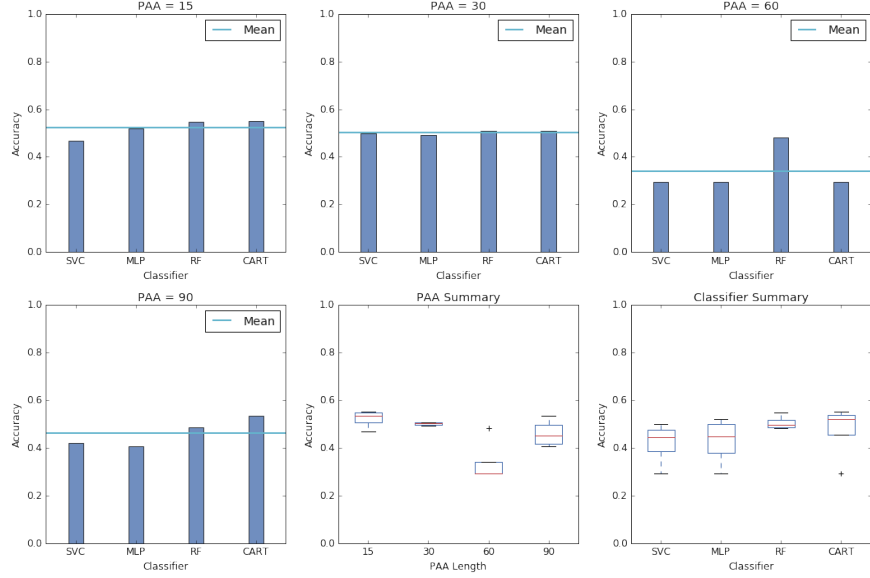 PAA = 15
Mean
1.0
0.8
0.6
0.4
0.2
0.0
Accuracy
SVC MLP RF CART
Classifier
PAA = 30
Mean
1.0
0.8
0.6
0.4
0.2
0.0
Accuracy
SVC MLP RF CART
Classifier
PAA = 60
Mean
1.0
0.8
0.6
0.4
0.2
0.0
Accuracy
SVC MLP RF CART
Classifier
PAA = 90
Mean
1.0
0.8
0.6
0.4
0.2
0.0
Accuracy
SVC MLP RF CART
Classifier
PAA Summary
1.0
0.8
0.6
0.4
0.2
0.0
Accuracy
15 30 60 90
PAA Length
Classifier Summary
1.0
0.8
0.6
0.4
0.2
0.0
Accuracy
SVC MLP RF CART
Classifier